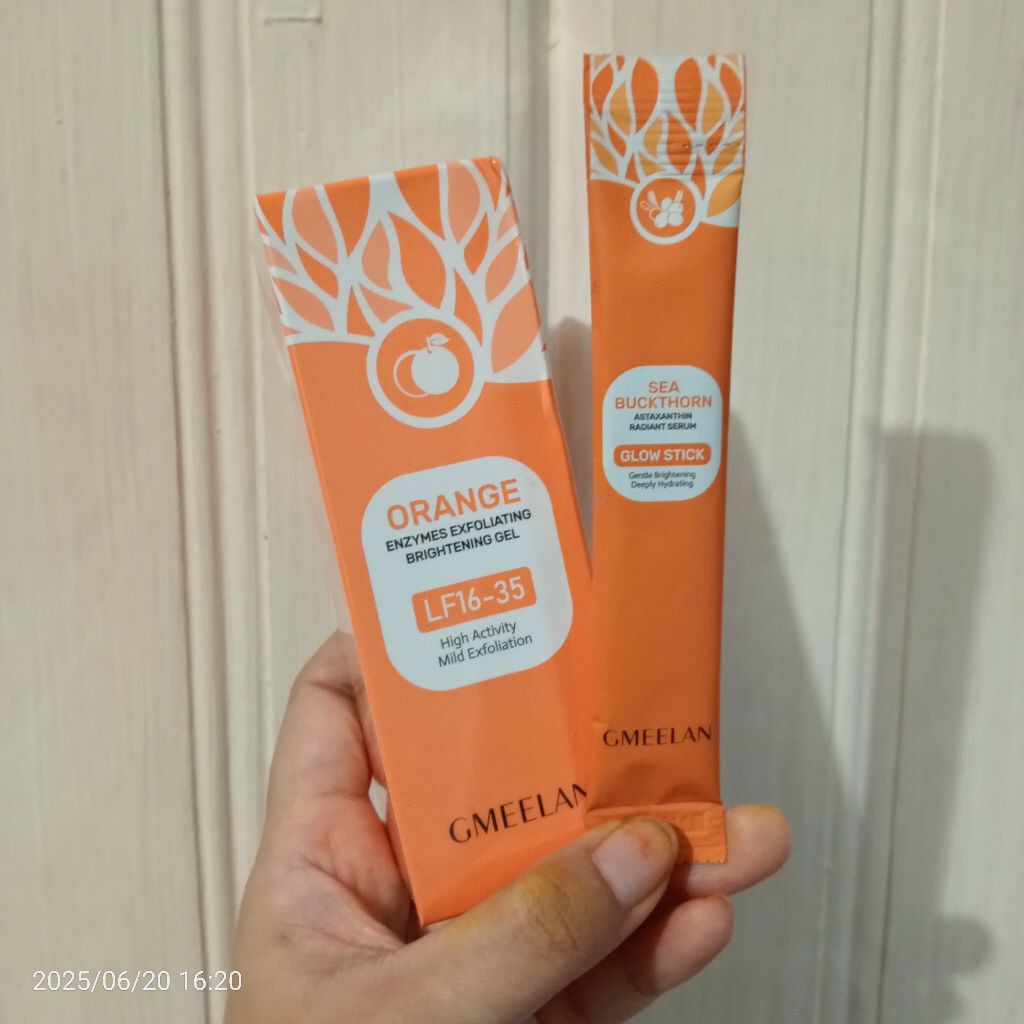 ORANGE
ENZYMES EXFOLIATING
BRIGHTENING GEL
LF16-35
High Activity
Mild Exfoliation
GMEELAN
SEA
BUCKTHORN
ASTAXANTHIN
RADIANT SERUM
GLOW STICK
Gentle Brightening
Deeply Hydrating
GMEELAN
2025/06/20 16:20